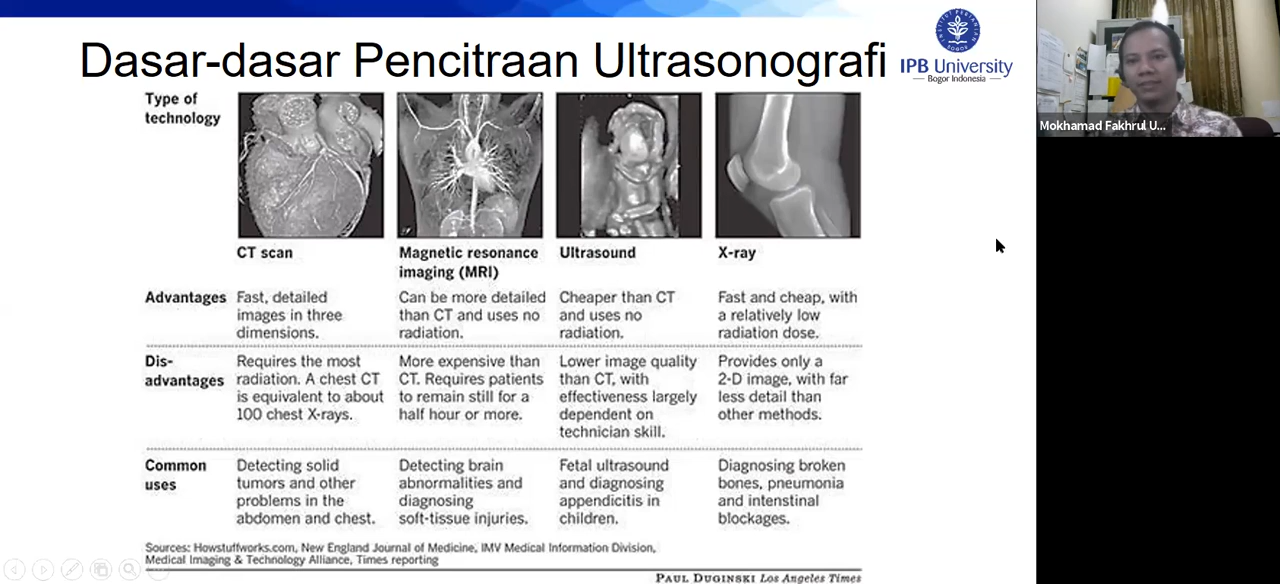 Dasar-dasar Pencitraan Ultrasonografi
IPB University
Bogor Indonesia
Mokhamad Fakhrul U...
Type of
technology
CT scan
Magnetic resonance
imaging (MRI)
Ultrasound
X-ray
Advantages
Fast, detailed
images in three
dimensions.
Can be more detailed
than CT and uses no
radiation.
Cheaper than CT
and uses no
radiation.
Fast and cheap, with
a relatively low
radiation dose.
Dis-
advantages
Requires the most
radiation. A chest CT
is equivalent to about
100 chest X-rays.
More expensive than
CT. Requires patients
to remain still for a
half hour or more.
Lower image quality
than CT, with
effectiveness largely
dependent on
technician skill.
Provides only a
2-D image, with far
less detail than
other methods.
Common
uses
Detecting solid
tumors and other
problems in the
abdomen and chest.
Detecting brain
abnormalities and
diagnosing
soft-tissue injuries.
Fetal ultrasound
and diagnosing
appendicitis in
children.
Diagnosing broken
bones, pneumonia
and intenstinal
blockages.
Sources: Howstuffworks.com, New England Journal of Medicine, IMV Medical Information Division,
Medical Imaging & Technology Alliance, Times reporting
PAUL DUGINSKI Los Angeles Times